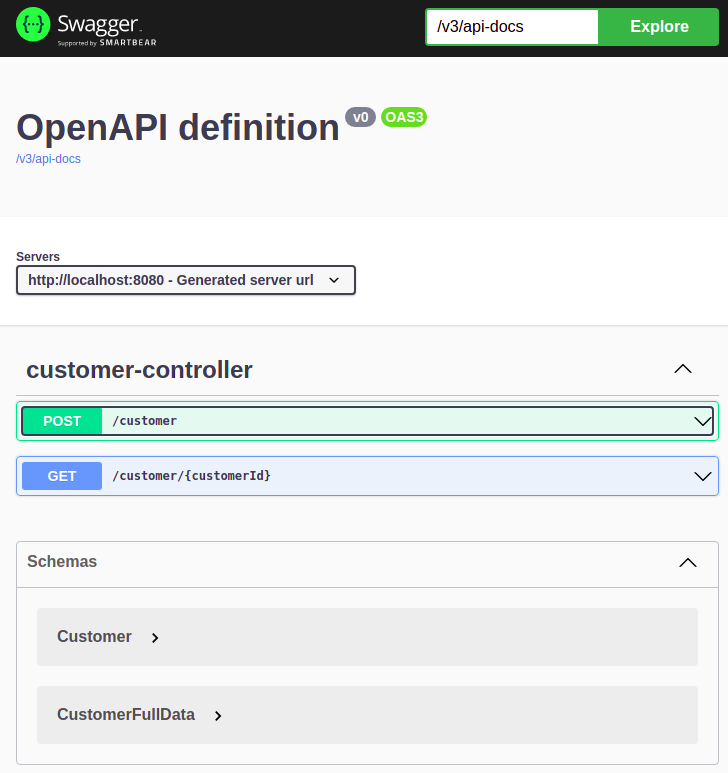 Swagger
Supported by SMARTBEAR
/v3/api-docs
Explore
OpenAPI definition v0 OAS3
/v3/api-docs
Servers
http://localhost:8080 - Generated server url
customer-controller
POST /customer
GET /customer/{customerId}
Schemas
Customer
CustomerFullData